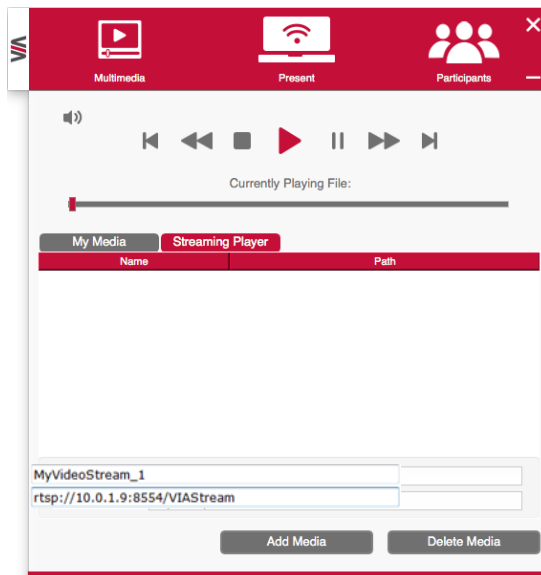 VIA
Multimedia Present Participants
Currently Playing File:
My Media Streaming Player
Name Path
MyVideoStream_1
rtsp://10.0.1.9:8554/VIAStream
Add Media Delete Media